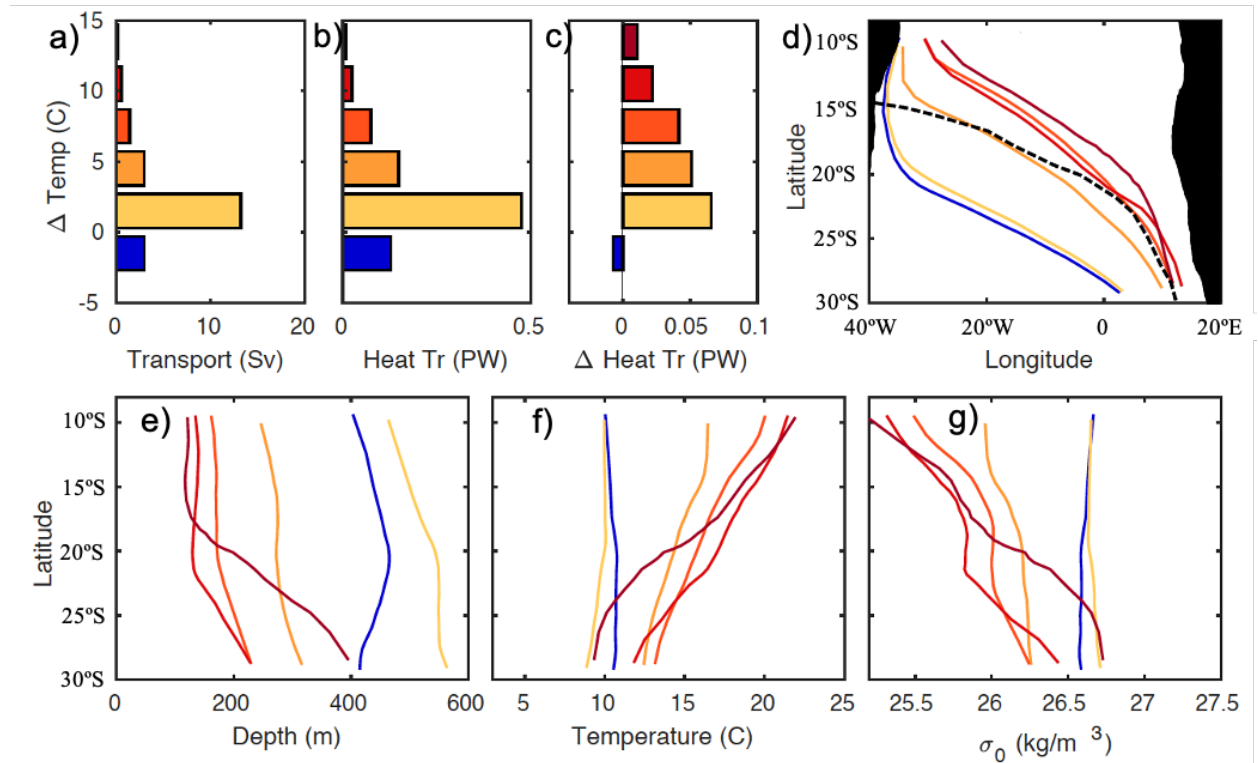 a)
b)
c)
d)
15
10
5
0
-5
Δ Temp (C)
0
10
20
Transport (Sv)
0
0.5
Heat Tr (PW)
0
0.05
0.1
Δ Heat Tr (PW)
10ºS
15ºS
20ºS
25ºS
30ºS
Latitude
40ºW
20ºW
0
20ºE
Longitude
e)
f)
g)
10ºS
15ºS
20ºS
25ºS
30ºS
Latitude
0
200
400
600
Depth (m)
5
10
15
20
25
Temperature (C)
25.5
26
26.5
27
27.5
σ0 (kg/m 3)